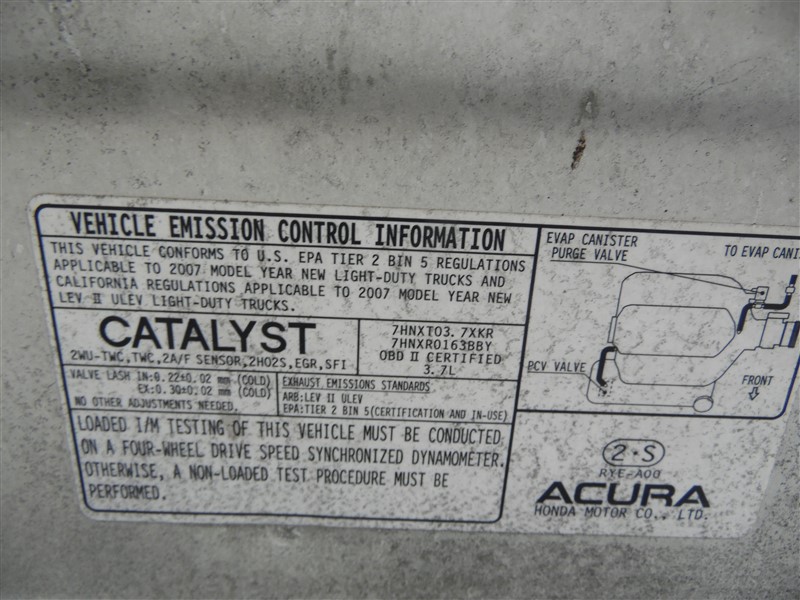 VEHICLE EMISSION CONTROL INFORMATION
THIS VEHICLE CONFORMS TO U.S. EPA TIER 2 BIN 5 REGULATIONS
APPLICABLE TO 2007 MODEL YEAR NEW LIGHT-DUTY TRUCKS AND
CALIFORNIA REGULATIONS APPLICABLE TO 2007 MODEL YEAR NEW
LEV II ULEV LIGHT-DUTY TRUCKS.
CATALYST
2WU-TWC,TWC,2A/F SENSOR,2HO2S,EGR,SFI
7HNXT03.7XKR
7HNXR0163BBY
OBD II CERTIFIED
3.7L
VALVE LASH IN:0.22±0.02 mm (COLD)
EX:0.30±0.02 mm (COLD)
NO OTHER ADJUSTMENTS NEEDED.
EXHAUST EMISSIONS STANDARDS
ARB:LEV II ULEV
EPA:TIER 2 BIN 5(CERTIFICATION AND IN-USE)
LOADED I/M TESTING OF THIS VEHICLE MUST BE CONDUCTED
ON A FOUR-WHEEL DRIVE SPEED SYNCHRONIZED DYNAMOMETER.
OTHERWISE, A NON-LOADED TEST PROCEDURE MUST BE
PERFORMED.
EVAP CANISTER
PURGE VALVE
TO EVAP CANI
PCV VALVE
FRONT
2·S
RYE-A00
ACURA
HONDA MOTOR CO., LTD.